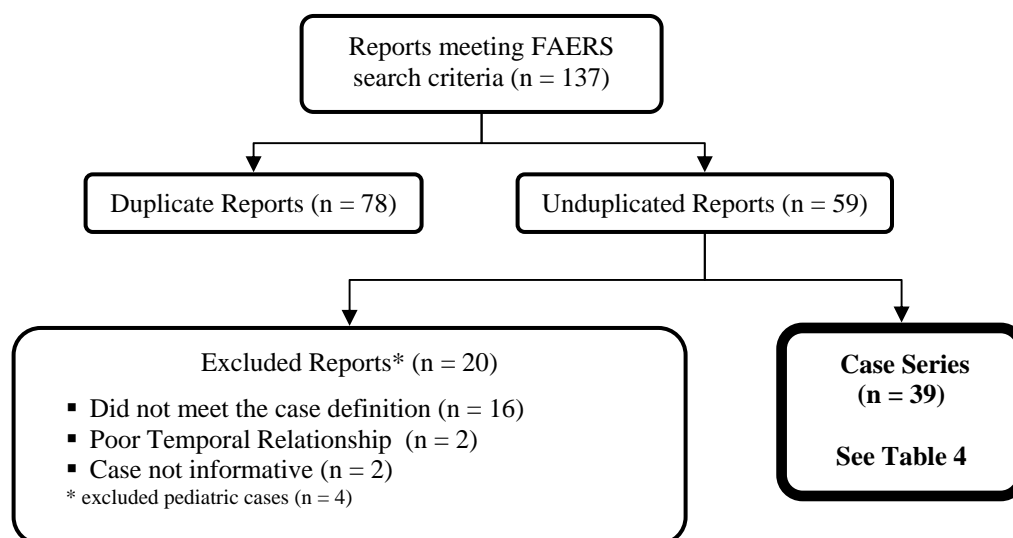 Reports meeting FAERS
search criteria (n = 137)
Duplicate Reports (n = 78)
Unduplicated Reports (n = 59)
Excluded Reports* (n = 20)
▪ Did not meet the case definition (n = 16)
▪ Poor Temporal Relationship (n = 2)
▪ Case not informative (n = 2)
* excluded pediatric cases (n = 4)
Case Series
(n = 39)
See Table 4